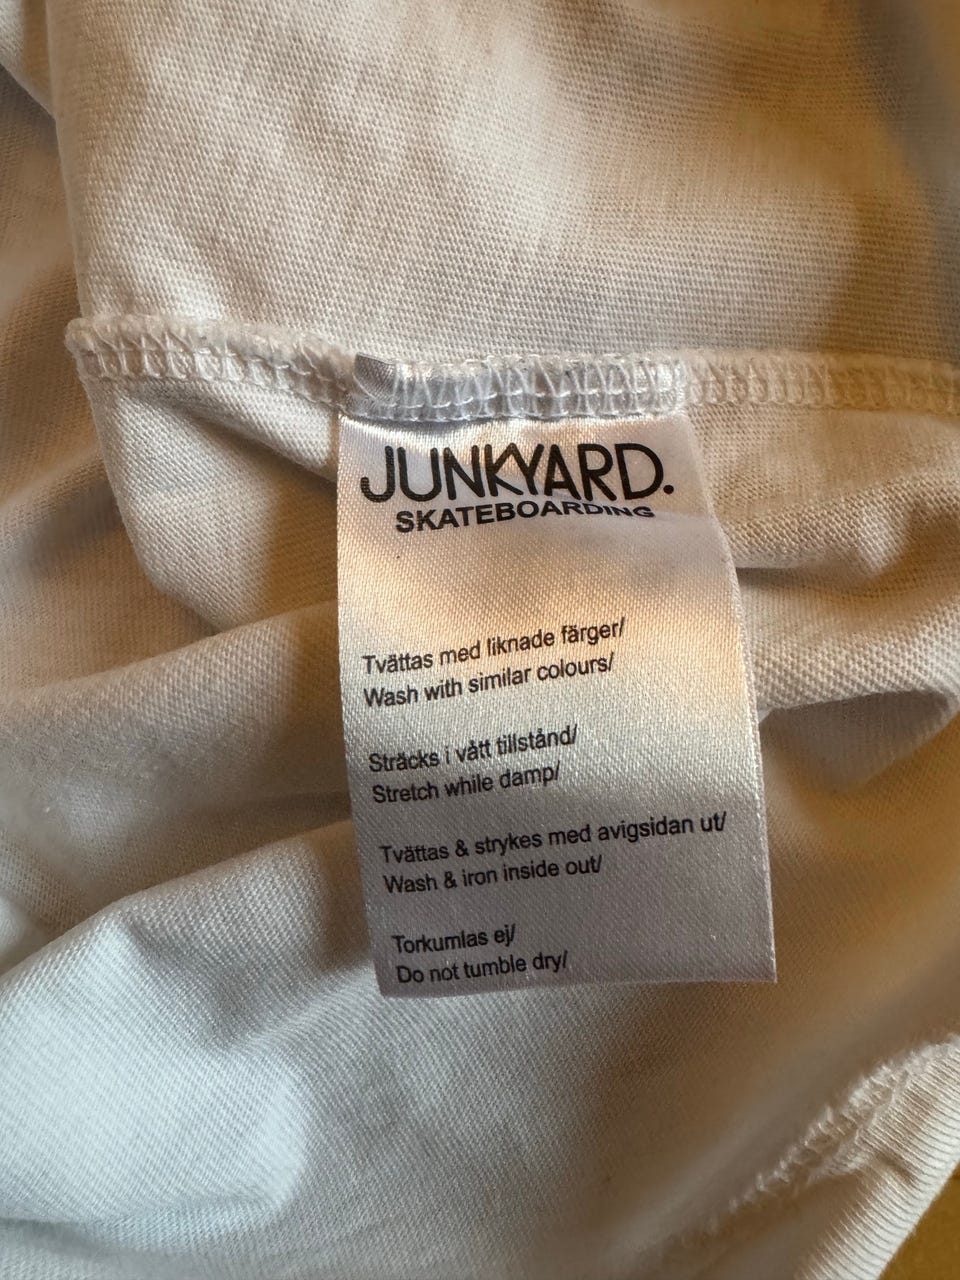 JUNKYARD.
SKATEBOARDING
Tvättas med liknade färger/
Wash with similar colours/
Sträcks i vått tillstånd/
Stretch while damp/
Tvättas & strykes med avigsidan ut/
Wash & iron inside out/
Torkumlas ej/
Do not tumble dry/